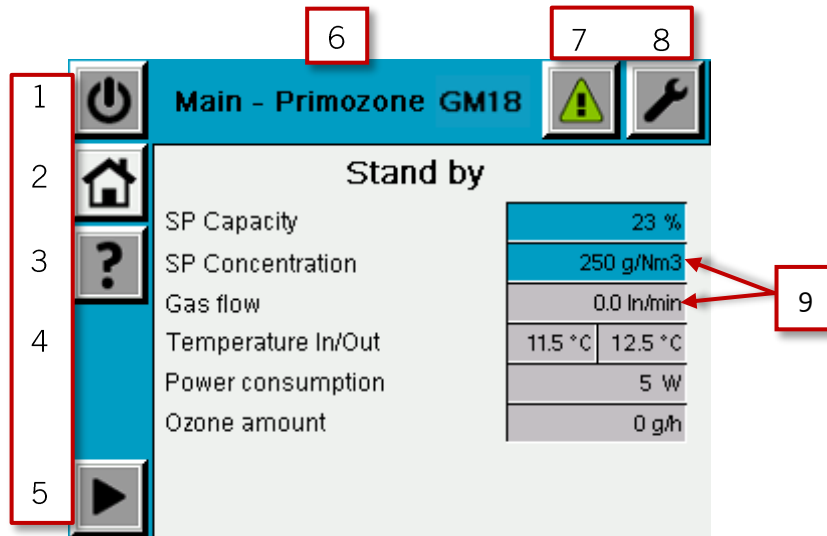 6
7 8
1
Main - Primozone GM18
2
Stand by
SP Capacity 23 %
3
?
SP Concentration 250 g/Nm3
9
Gas flow 0.0 ln/min
4
Temperature In/Out 11.5 °C 12.5 °C
Power consumption 5 W
Ozone amount 0 g/h
5